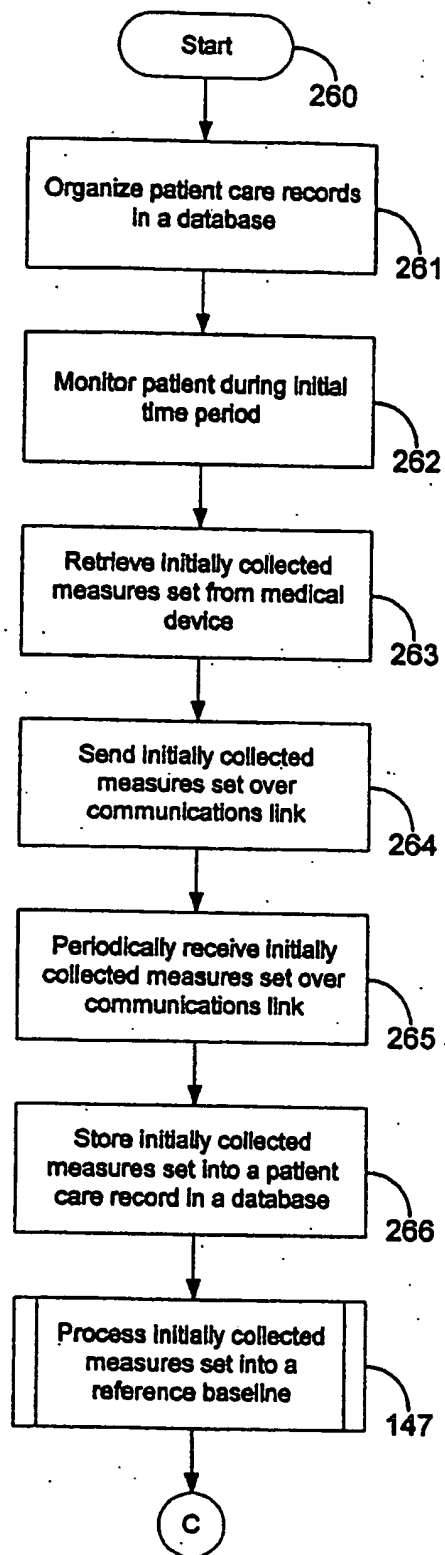 Start
260
Organize patient care records
in a database
261
Monitor patient during initial
time period
262
Retrieve initially collected
measures set from medical
device
263
Send initially collected
measures set over
communications link
264
Periodically receive initially
collected measures set over
communications link
265
Store initially collected
measures set into a patient
care record in a database
266
Process initially collected
measures set into a
reference baseline
147
C